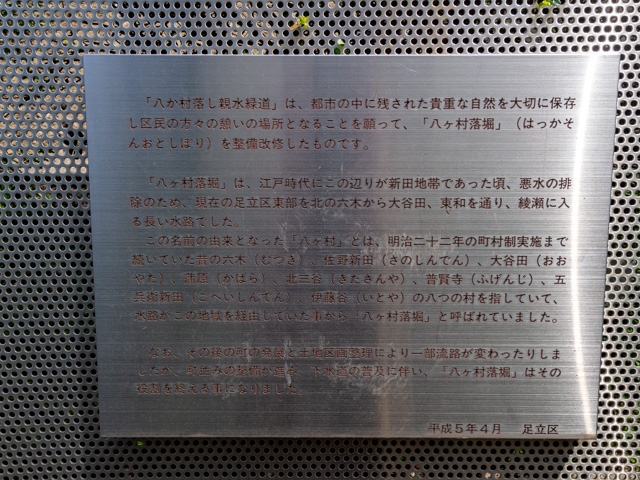 「八か村落し親水緑道」は、都市の中に残された貴重な自然を大切に保存
し区民の方々の憩いの場所となることを願って、「八ヶ村落堀」（はっかそ
んおとしぼり）を整備改修したものです。
「八ヶ村落堀」は、江戸時代にこの辺りが新田地帯であった頃、悪水の排
除のため、現在の足立区東部を北の六木から大谷田、東和を通り、綾瀬に入
る長い水路でした。
この名前の由来となった「八ヶ村」とは、明治二十二年の町村制実施まで
続いていた昔の六木（むつき）、佐野新田（さのしんでん）、大谷田（おお
やた）、蒲原（かはら）、北三谷（きたさんや）、普賢寺（ふげんじ）、五
兵衛新田（ごへいしんでん）、伊藤谷（いとや）の八つの村を指していて、
水路がこの地域を経由していた事から「八ヶ村落堀」と呼ばれていました。
なお、その後の町の発展と土地区画整理により一部流路が変わったりしま
したが、町並みの整備が進み、下水道の普及に伴い、「八ヶ村落堀」はその
役割を終える事になりました。
平成5年4月　足立区